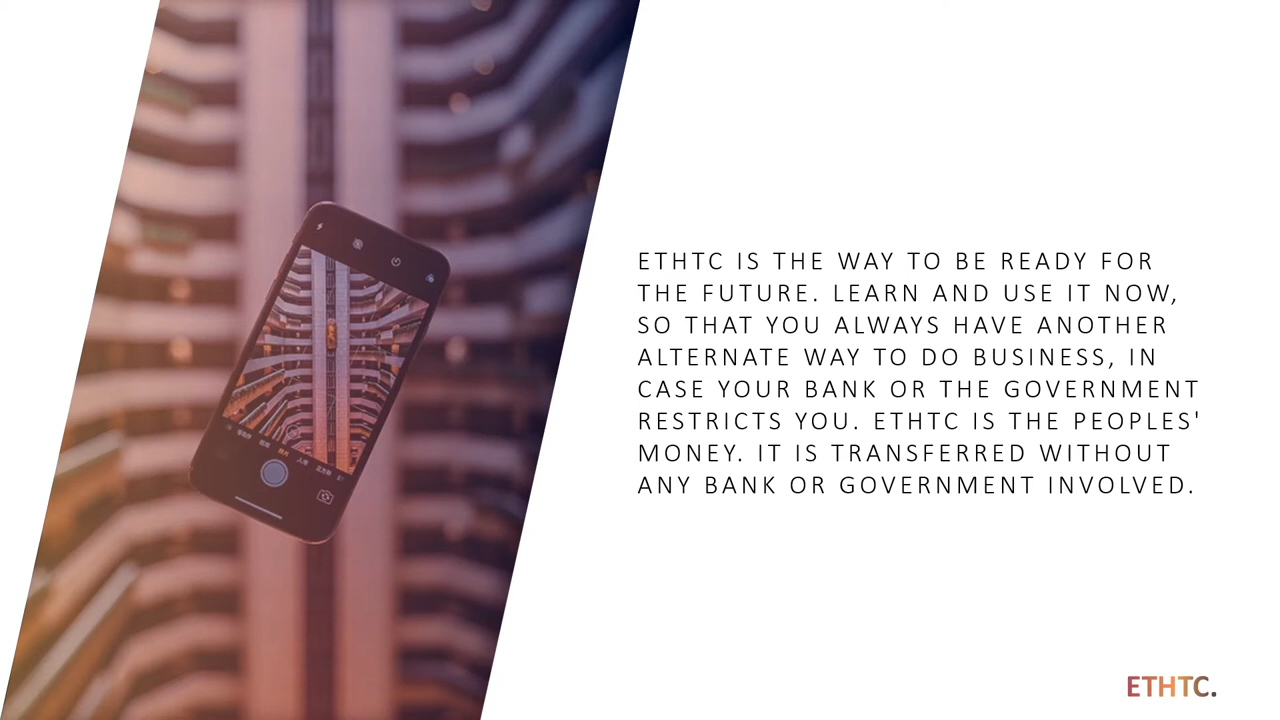 ETHTC IS THE WAY TO BE READY FOR
THE FUTURE. LEARN AND USE IT NOW,
SO THAT YOU ALWAYS HAVE ANOTHER
ALTERNATE WAY TO DO BUSINESS, IN
CASE YOUR BANK OR THE GOVERNMENT
RESTRICTS YOU. ETHTC IS THE PEOPLES'
MONEY. IT IS TRANSFERRED WITHOUT
ANY BANK OR GOVERNMENT INVOLVED.
ETHTC.